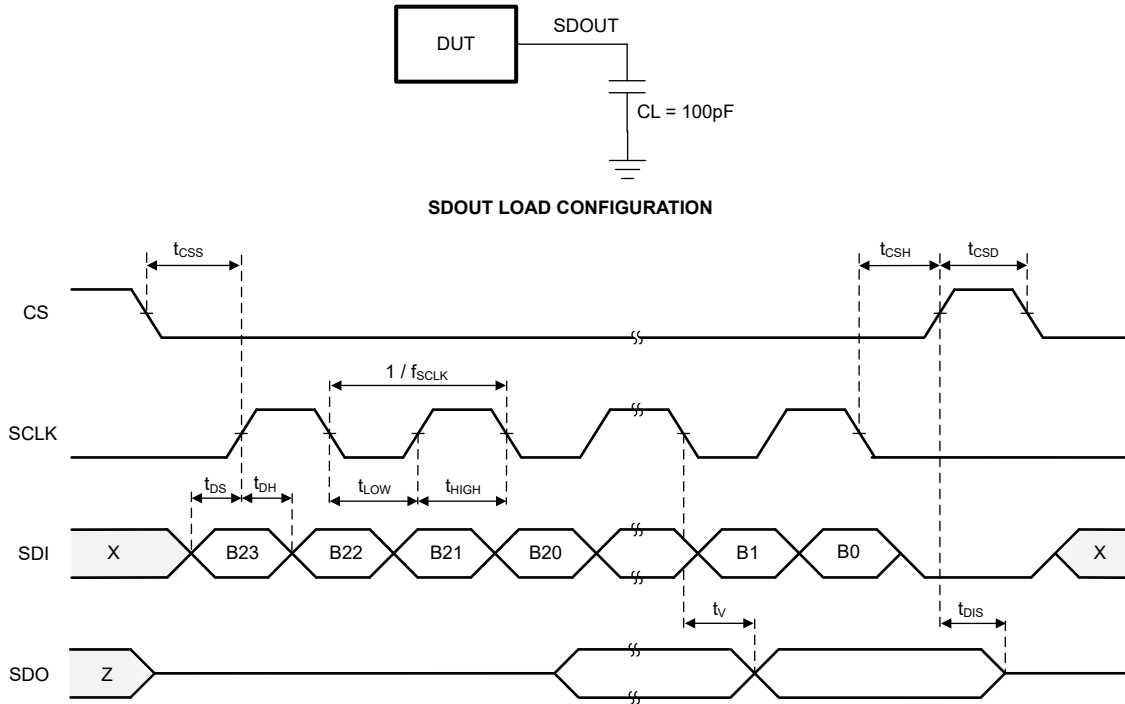 SDOUT
DUT
CL = 100pF
SDOUT LOAD CONFIGURATION
tCSS
tCSH
tCSD
CS
1 / fSCLK
SCLK
tDS
tDH
tLOW
tHIGH
SDI
X
B23
B22
B21
B20
B1
B0
X
tV
tDIS
SDO
Z